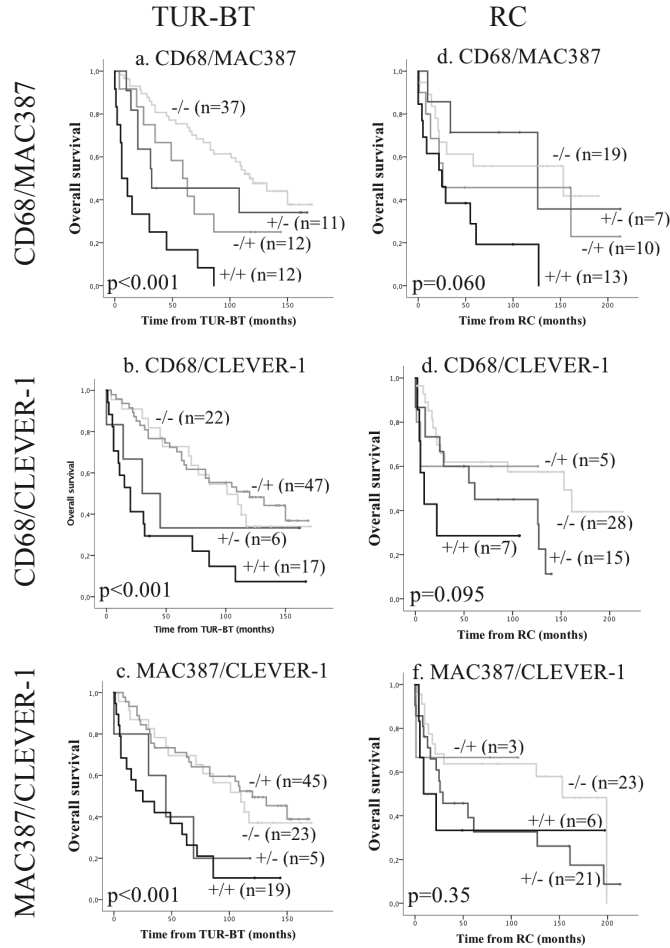 TUR-BT
RC
CD68/MAC387
a. CD68/MAC387
Overall survival
1,0
0,8
0,6
0,4
0,2
0,0
-/- (n=37)
+/- (n=11)
-/+ (n=12)
+/+ (n=12)
p<0.001
0
50
100
150
Time from TUR-BT (months)
d. CD68/MAC387
Overall survival
1,0
0,8
0,6
0,4
0,2
0,0
-/- (n=19)
+/- (n=7)
-/+ (n=10)
+/+ (n=13)
p=0.060
0
50
100
150
200
Time from RC (months)
CD68/CLEVER-1
b. CD68/CLEVER-1
Overall survival
1,0
0,8
0,6
0,4
0,2
0,0
-/- (n=22)
-/+ (n=47)
+/- (n=6)
+/+ (n=17)
p<0.001
0
50
100
150
Time from TUR-BT (months)
d. CD68/CLEVER-1
Overall survival
1,0
0,8
0,6
0,4
0,2
0,0
-/+ (n=5)
-/- (n=28)
+/+ (n=7)
+/- (n=15)
p=0.095
0
50
100
150
200
Time from RC (months)
MAC387/CLEVER-1
c. MAC387/CLEVER-1
Overall survival
1,0
0,8
0,6
0,4
0,2
0,0
-/+ (n=45)
-/- (n=23)
+/- (n=5)
+/+ (n=19)
p<0.001
0
50
100
150
Time from TUR-BT (months)
f. MAC387/CLEVER-1
Overall survival
1,0
0,8
0,6
0,4
0,2
0,0
-/+ (n=3)
-/- (n=23)
+/+ (n=6)
+/- (n=21)
p=0.35
0
50
100
150
200
Time from RC (months)